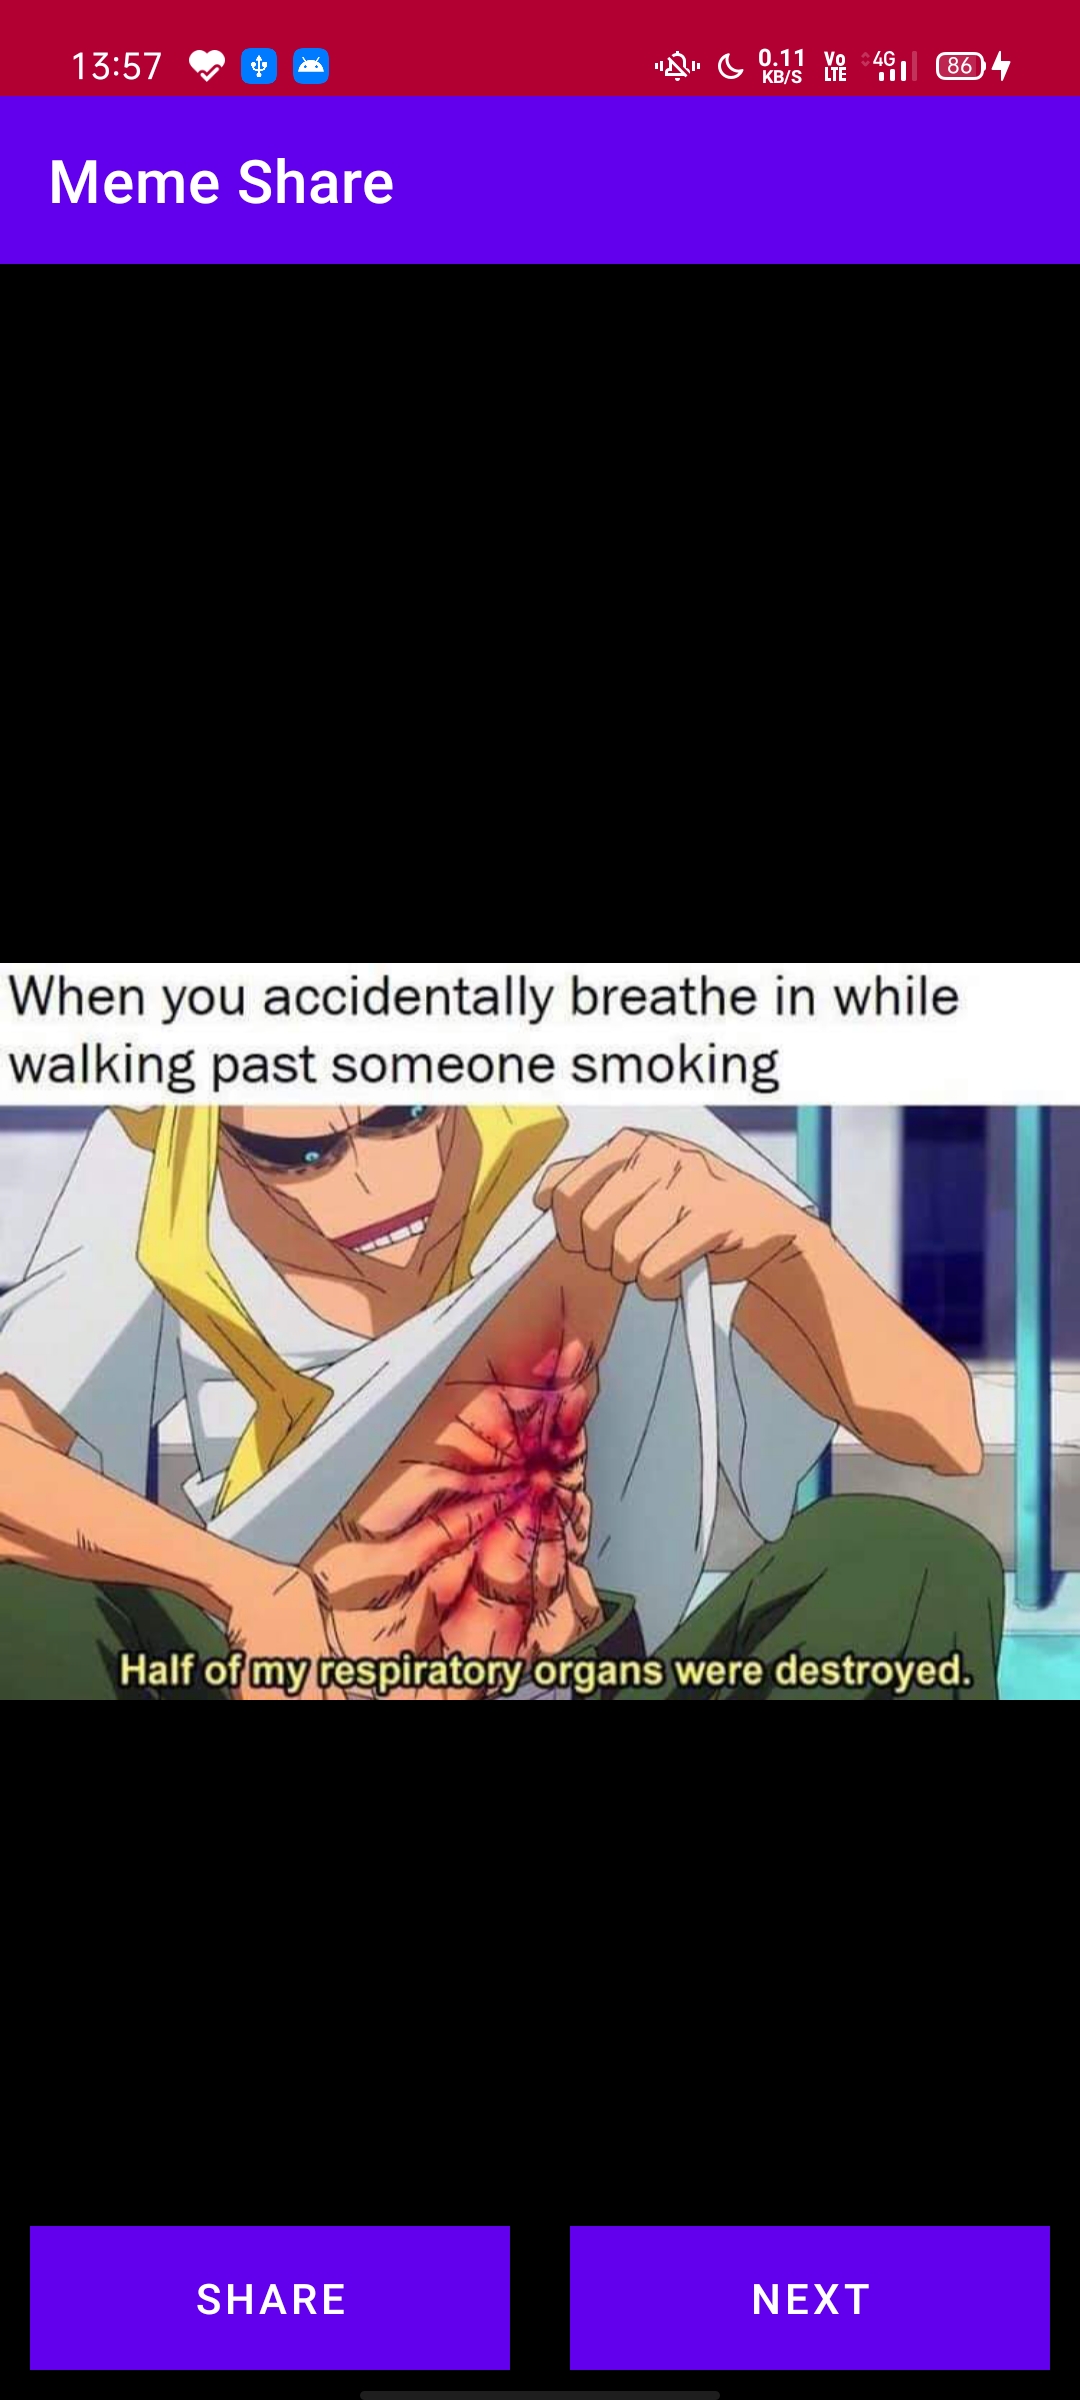 13:57
0.11 KB/S Vo LTE 4G 86
Meme Share
When you accidentally breathe in while
walking past someone smoking
Half of my respiratory organs were destroyed.
SHARE NEXT